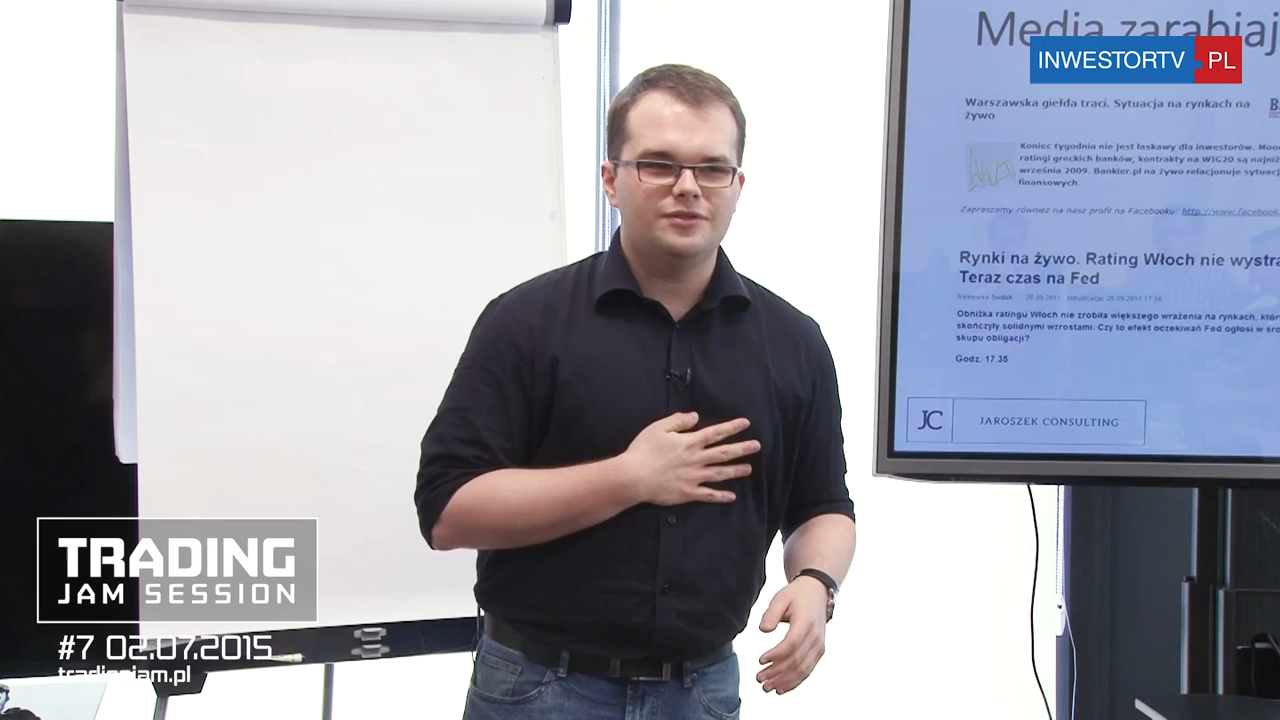 Media zarabiaj
INWESTORTV.PL
Warszawska giełda traci. Sytuacja na rynkach na
żywo
Koniec tygodnia nie jest łaskawy dla inwestorów.
ratingi greckich banków, kontrakty na WIG20 są
września 2009. Bankier.pl na żywo relacjonuje
finansowych.
Zapraszamy również na nasz profil na Facebooku: http://www.facebook.
Rynki na żywo. Rating Włoch nie wystra
Teraz czas na Fed
Obniżka ratingu Włoch nie zrobiła większego wrażenia na rynkach, któr
skończyły solidnymi wzrostami. Czy to efekt oczekiwań Fed ogłosi w śro
skupu obligacji?
Godz. 17.35
JC JAROSZEK CONSULTING
TRADING
JAM SESSION
#7 02.07.2015
tradingjam.pl